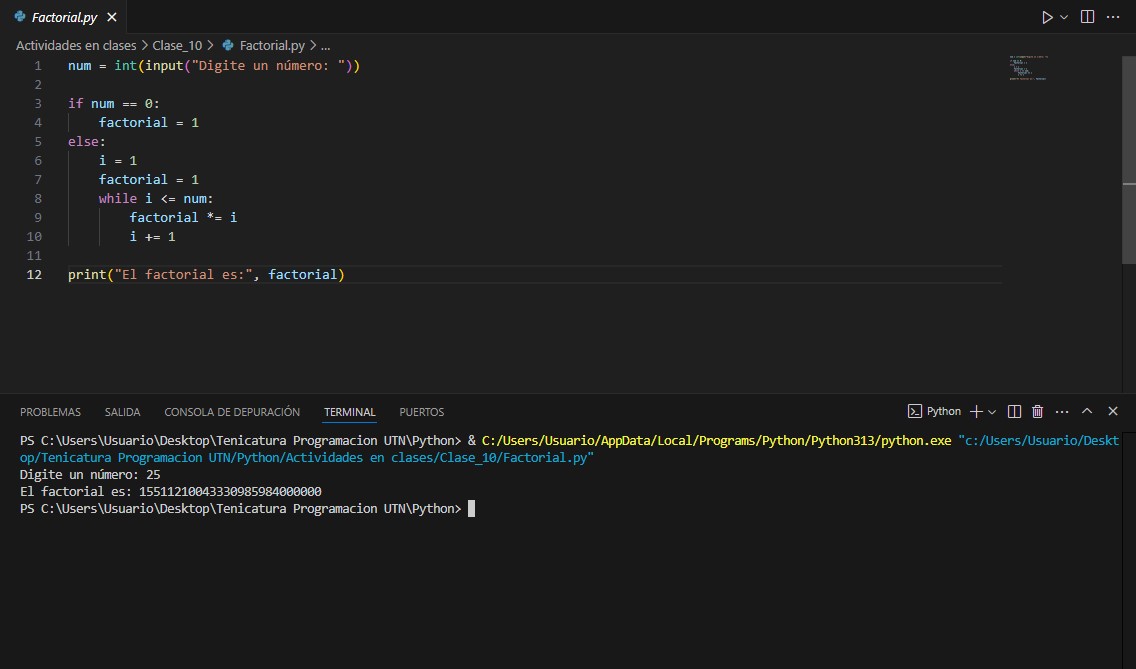 Factorial.py
Actividades en clases > Clase_10 > Factorial.py > ...
1 num = int(input("Digite un número: "))
2
3 if num == 0:
4     factorial = 1
5 else:
6     i = 1
7     factorial = 1
8     while i <= num:
9         factorial *= i
10         i += 1
11
12 print("El factorial es:", factorial)
PROBLEMAS SALIDA CONSOLA DE DEPURACIÓN TERMINAL PUERTOS Python
PS C:\Users\Usuario\Desktop\Tenicatura Programacion UTN\Python> & C:/Users/Usuario/AppData/Local/Programs/Python/Python313/python.exe "c:/Users/Usuario/Deskt
op/Tenicatura Programacion UTN/Python/Actividades en clases/Clase_10/Factorial.py"
Digite un número: 25
El factorial es: 15511210043330985984000000
PS C:\Users\Usuario\Desktop\Tenicatura Programacion UTN\Python>